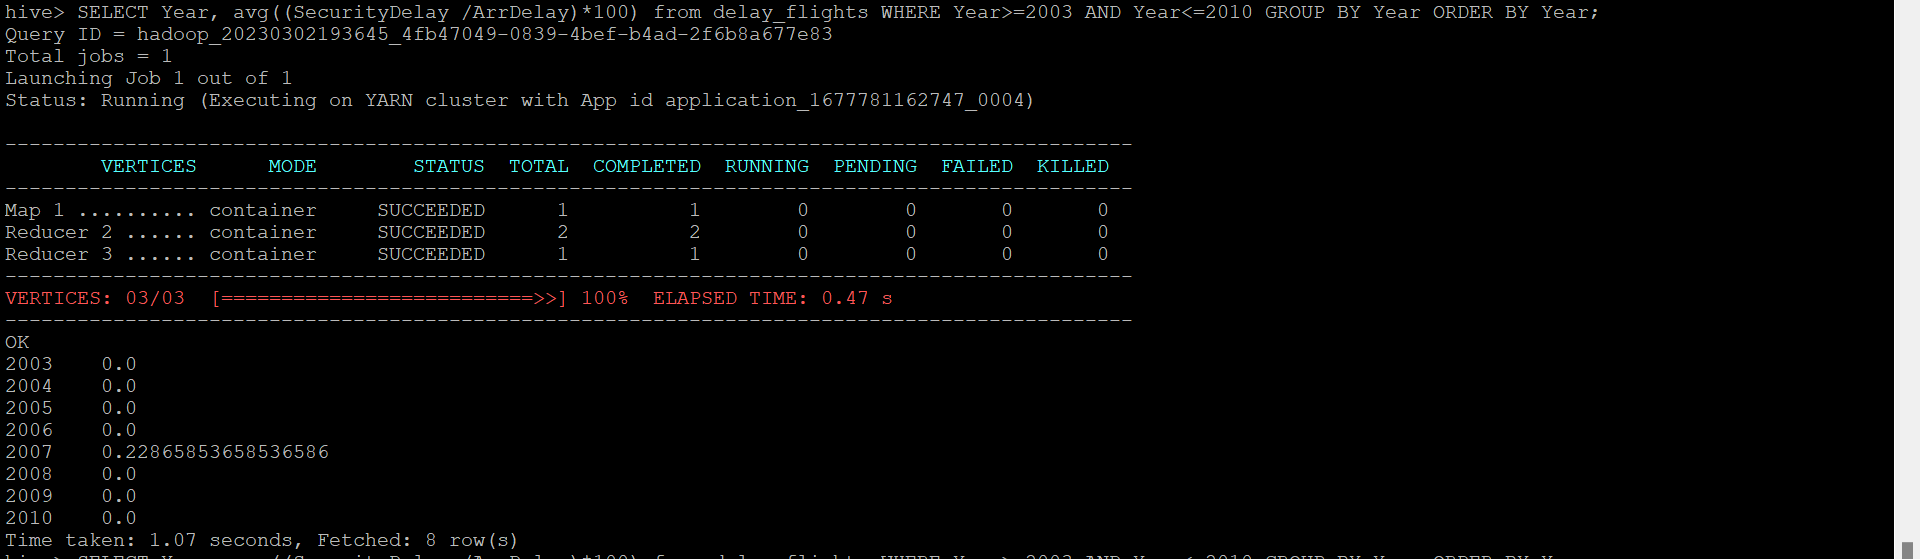 hive> SELECT Year, avg((SecurityDelay /ArrDelay)*100) from delay_flights WHERE Year>=2003 AND Year<=2010 GROUP BY Year ORDER BY Year;
Query ID = hadoop_20230302193645_4fb47049-0839-4bef-b4ad-2f6b8a677e83
Total jobs = 1
Launching Job 1 out of 1
Status: Running (Executing on YARN cluster with App id application_1677781162747_0004)
----------------------------------------------------------------------------------------------
VERTICES MODE STATUS TOTAL COMPLETED RUNNING PENDING FAILED KILLED
----------------------------------------------------------------------------------------------
Map 1 .......... container SUCCEEDED 1 1 0 0 0 0
Reducer 2 ...... container SUCCEEDED 2 2 0 0 0 0
Reducer 3 ...... container SUCCEEDED 1 1 0 0 0 0
----------------------------------------------------------------------------------------------
VERTICES: 03/03 [==========================>>] 100% ELAPSED TIME: 0.47 s
----------------------------------------------------------------------------------------------
OK
2003 0.0
2004 0.0
2005 0.0
2006 0.0
2007 0.22865853658536586
2008 0.0
2009 0.0
2010 0.0
Time taken: 1.07 seconds, Fetched: 8 row(s)